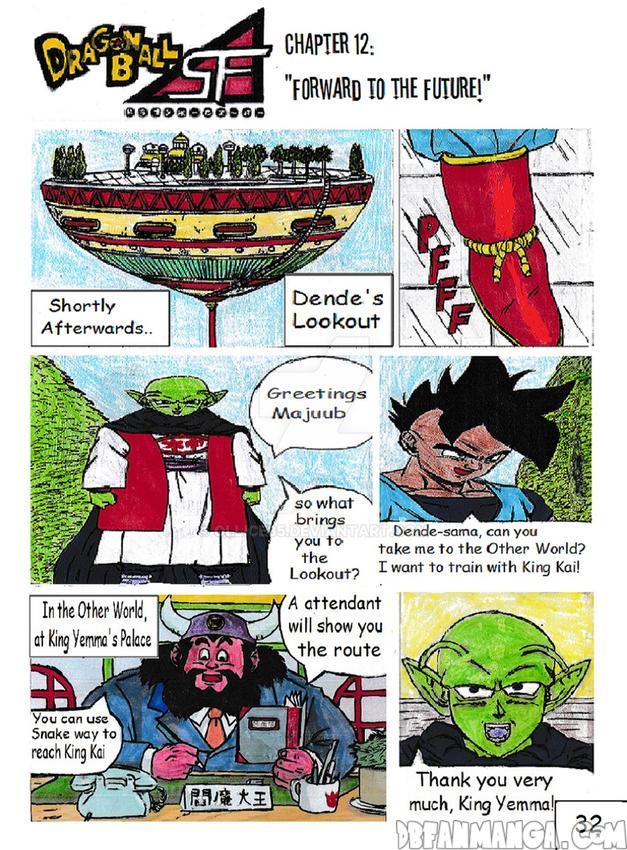 DRAGON BALL SF
CHAPTER 12:
"FORWARD TO THE FUTURE!"
Shortly
Afterwards..
Dende's
Lookout
PFFF
Greetings
Majuub
so what
brings
you to
the
Lookout?
Dende-sama, can you
take me to the Other World?
I want to train with King Kai!
In the Other World,
at King Yemma's Palace
A attendant
will show you
the route
You can use
Snake way to
reach King Kai
閻魔大王
Thank you very
much, King Yemma!
32
DBFANMANGA.COM